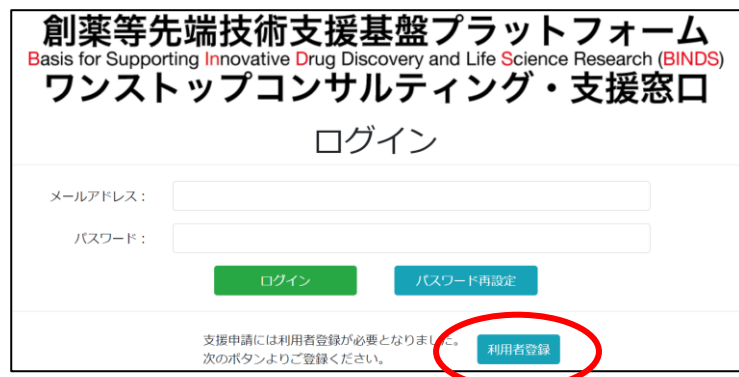 創薬等先端技術支援基盤プラットフォーム
Basis for Supporting Innovative Drug Discovery and Life Science Research (BINDS)
ワンストップコンサルティング・支援窓口
ログイン
メールアドレス：
パスワード：
ログイン パスワード再設定
支援申請には利用者登録が必要となりました。
次のボタンよりご登録ください。 利用者登録